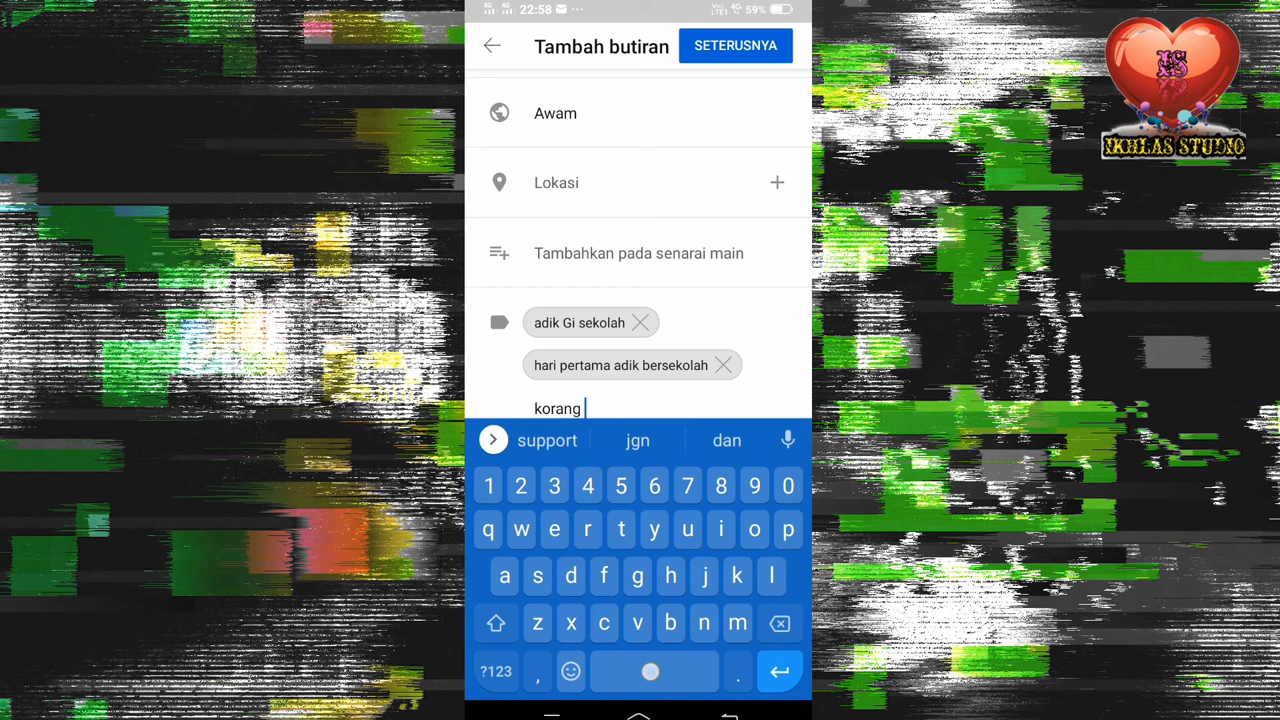 22:58 59%
Tambah butiran SETERUSNYA
Awam
Lokasi
Tambahkan pada senarai main
adik Gi sekolah
hari pertama adik bersekolah
korang
support jgn dan
1 2 3 4 5 6 7 8 9 0
q w e r t y u i o p
a s d f g h j k l
z x c v b n m
?123 ,
IKHLAS STUDIO